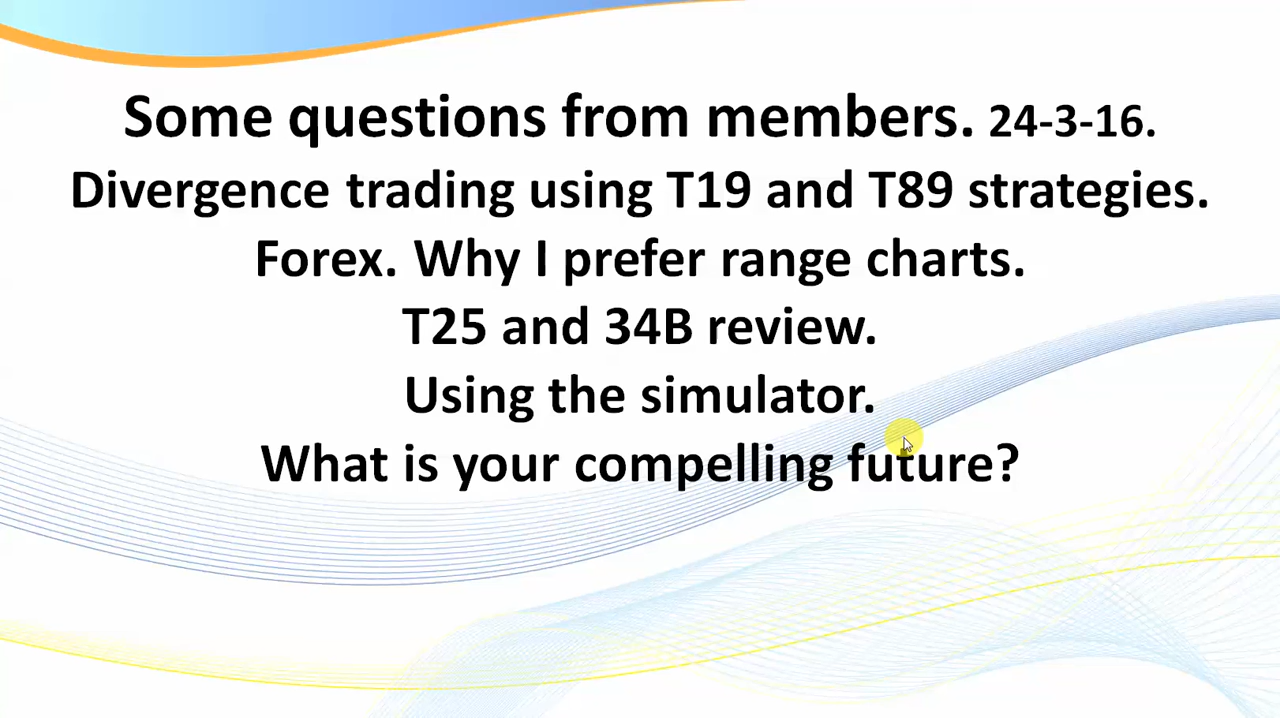 Some questions from members. 24-3-16.
Divergence trading using T19 and T89 strategies.
Forex. Why I prefer range charts.
T25 and 34B review.
Using the simulator.
What is your compelling future?